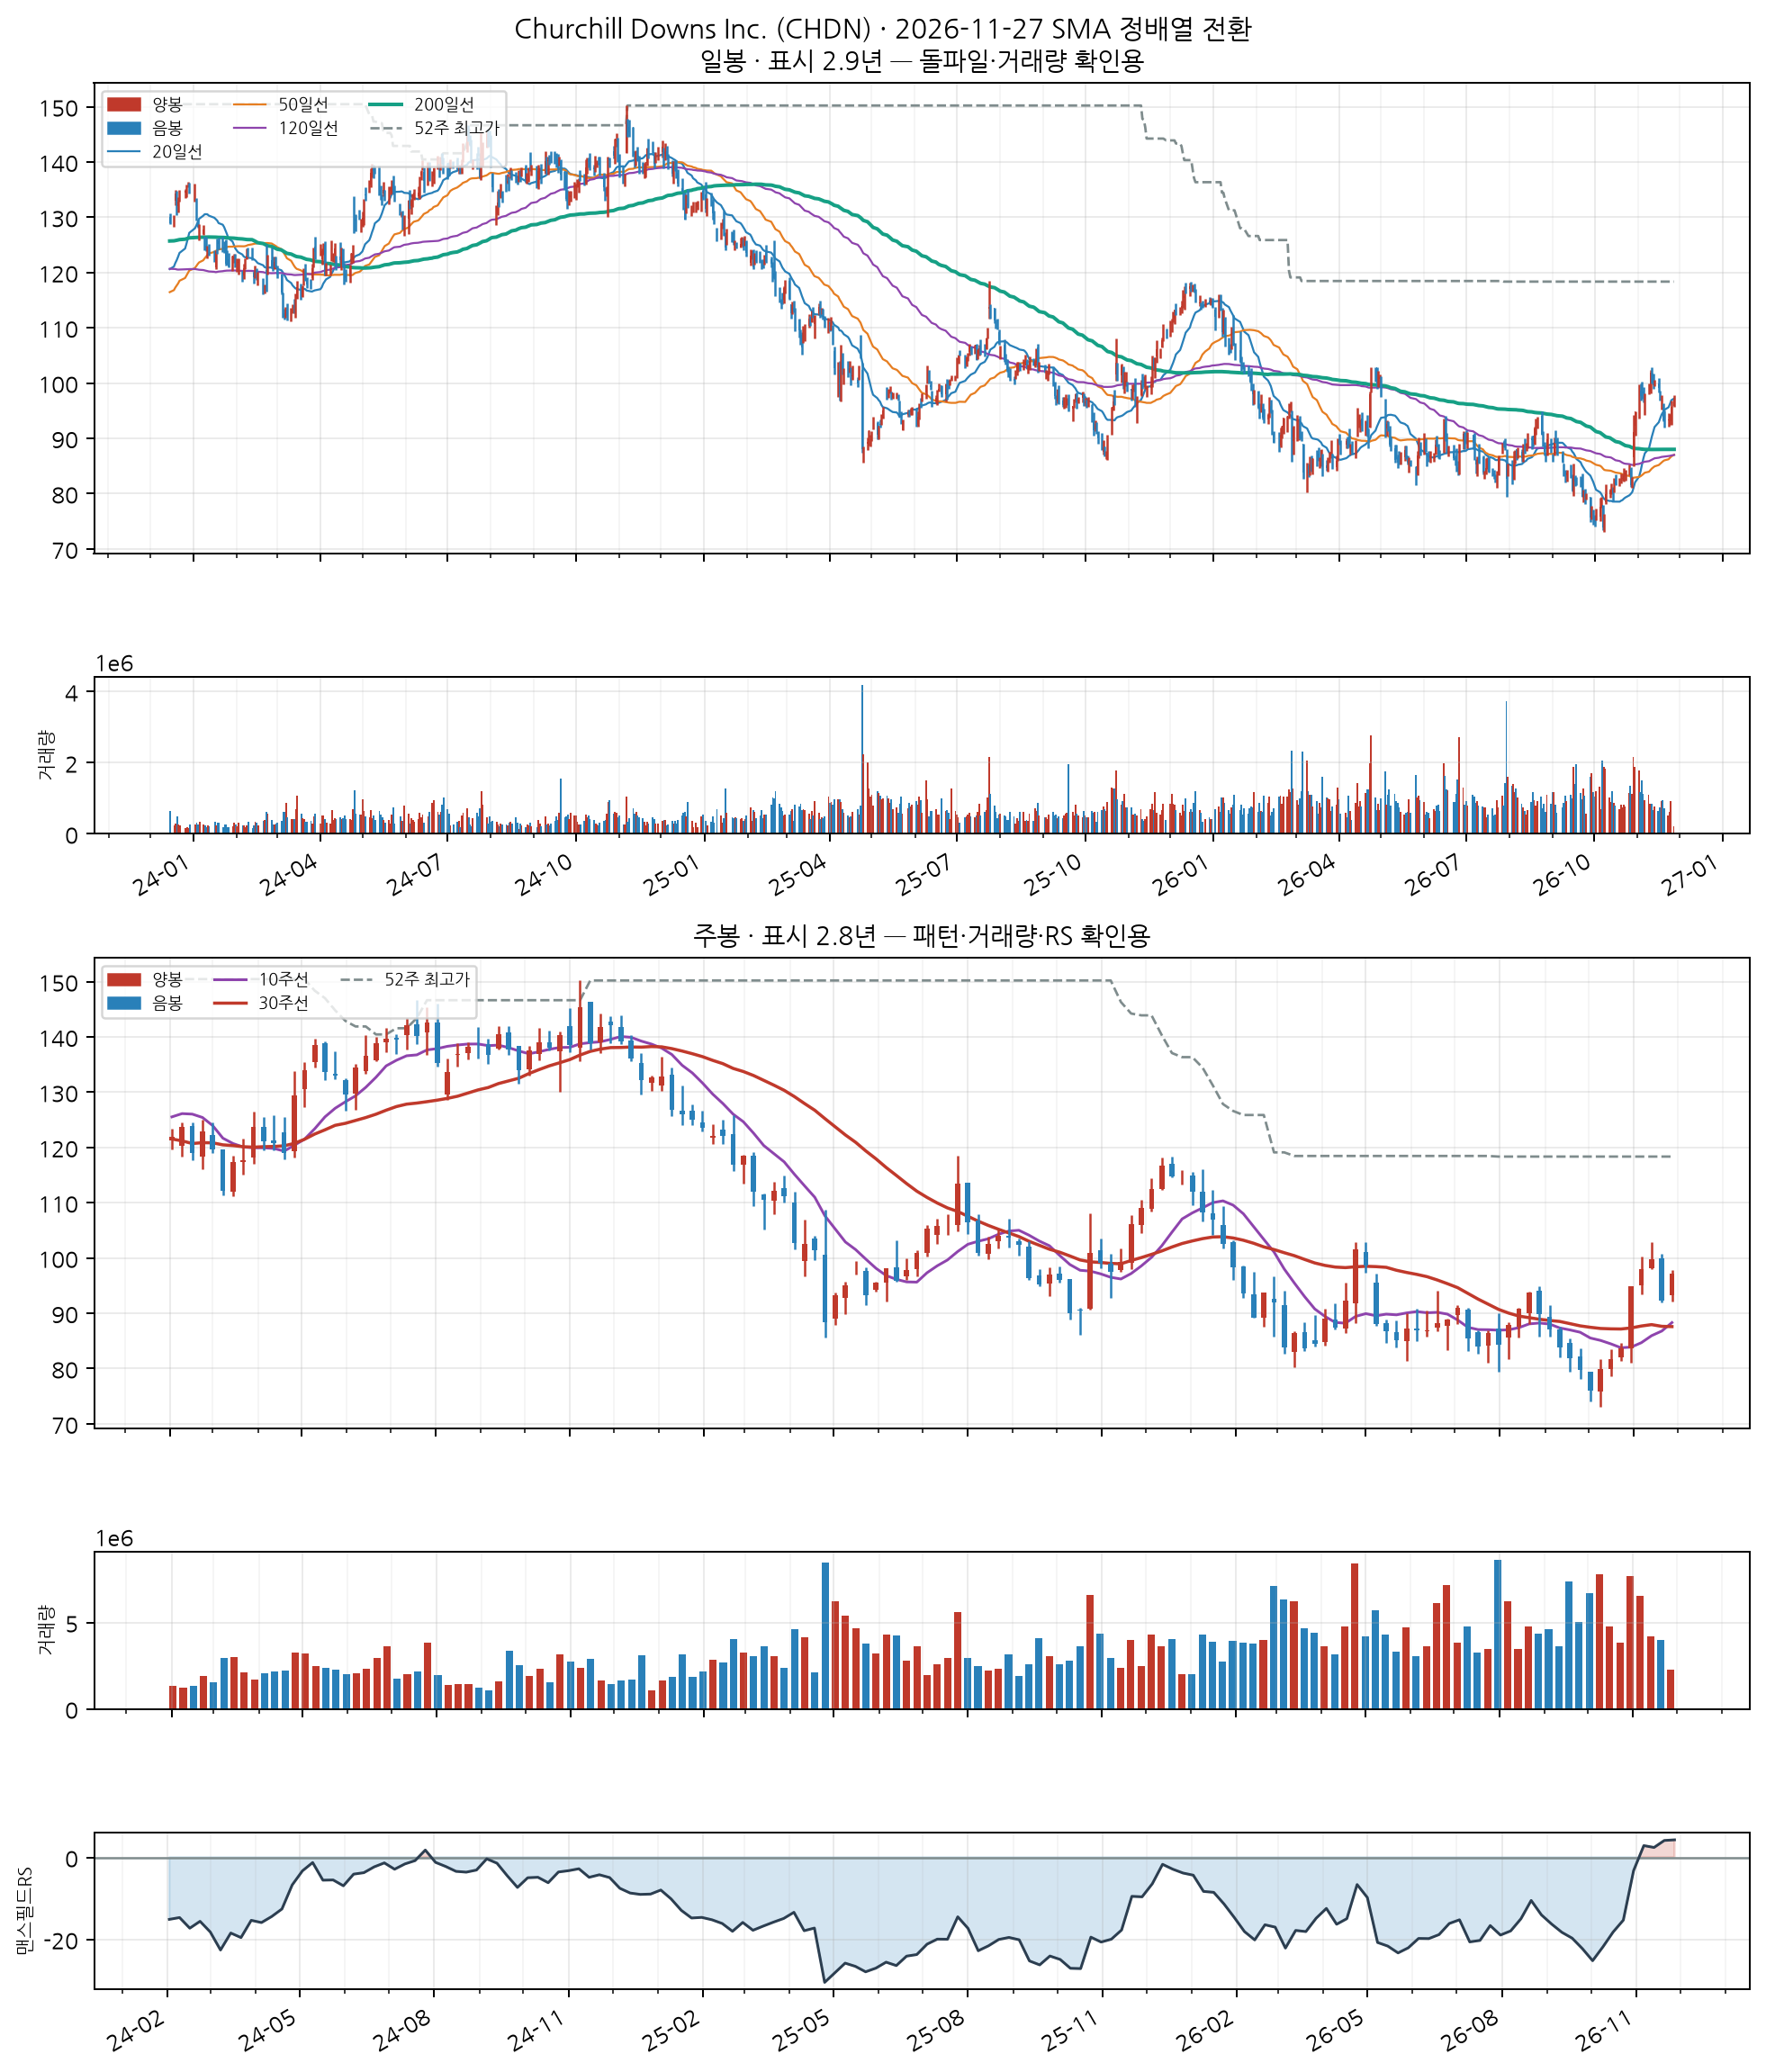 Churchill Downs Inc. (CHDN) · 2026-11-27 SMA 정배열 전환
일봉 · 표시 2.9년 — 돌파일·거래량 확인용
양봉
음봉
20일선
50일선
120일선
200일선
52주 최고가
150
140
130
120
110
100
90
80
70
1e6
거래량
4
2
0
24-01
24-04
24-07
24-10
25-01
25-04
25-07
25-10
26-01
26-04
26-07
26-10
27-01
주봉 · 표시 2.8년 — 패턴·거래량·RS 확인용
양봉
음봉
10주선
30주선
52주 최고가
150
140
130
120
110
100
90
80
70
1e6
거래량
5
0
맨스필드RS
0
-20
24-02
24-05
24-08
24-11
25-02
25-05
25-08
25-11
26-02
26-05
26-08
26-11